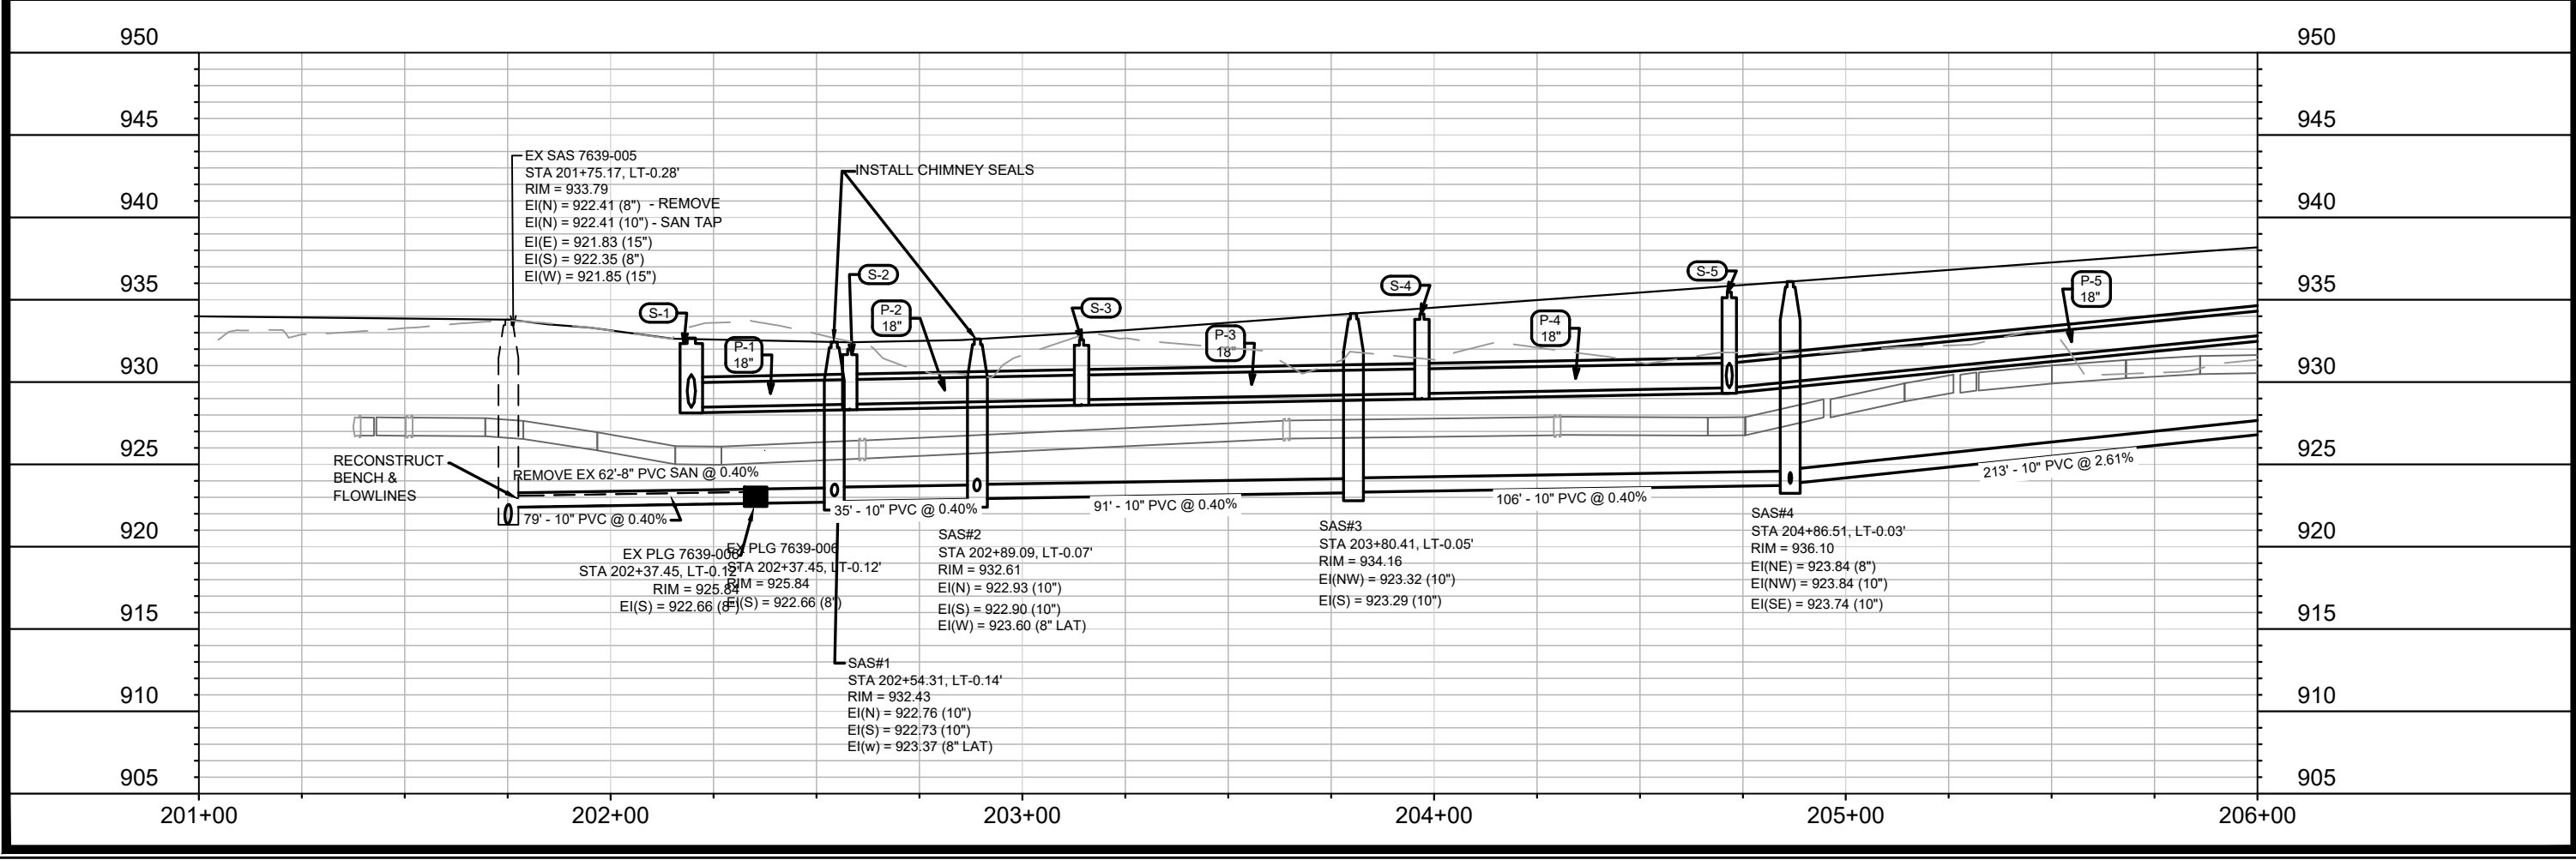 950
950
945
945
940
940
935
935
930
930
925
925
920
920
915
915
910
910
905
905
201+00
202+00
203+00
204+00
205+00
206+00
EX SAS 7639-005
STA 201+75.17, LT-0.28'
RIM = 933.79
EI(N) = 922.41 (8") - REMOVE
EI(N) = 922.41 (10") - SAN TAP
EI(E) = 921.83 (15")
EI(S) = 922.35 (8")
EI(W) = 921.85 (15")
INSTALL CHIMNEY SEALS
S-1
S-2
S-3
S-4
S-5
P-1
18"
P-2
18"
P-3
18"
P-4
18"
P-5
18"
RECONSTRUCT
BENCH &
FLOWLINES
REMOVE EX 62'-8" PVC SAN @ 0.40%
79' - 10" PVC @ 0.40%
35' - 10" PVC @ 0.40%
91' - 10" PVC @ 0.40%
106' - 10" PVC @ 0.40%
213' - 10" PVC @ 2.61%
EX PLG 7639-006
STA 202+37.45, LT-0.12'
RIM = 925.84
EI(S) = 922.66 (8")
EX PLG 7639-006
STA 202+37.45, LT-0.12'
RIM = 925.84
EI(S) = 922.66 (8")
SAS#1
STA 202+54.31, LT-0.14'
RIM = 932.43
EI(N) = 922.76 (10")
EI(S) = 922.73 (10")
EI(w) = 923.37 (8" LAT)
SAS#2
STA 202+89.09, LT-0.07'
RIM = 932.61
EI(N) = 922.93 (10")
EI(S) = 922.90 (10")
EI(W) = 923.60 (8" LAT)
SAS#3
STA 203+80.41, LT-0.05'
RIM = 934.16
EI(NW) = 923.32 (10")
EI(S) = 923.29 (10")
SAS#4
STA 204+86.51, LT-0.03'
RIM = 936.10
EI(NE) = 923.84 (8")
EI(NW) = 923.84 (10")
EI(SE) = 923.74 (10")